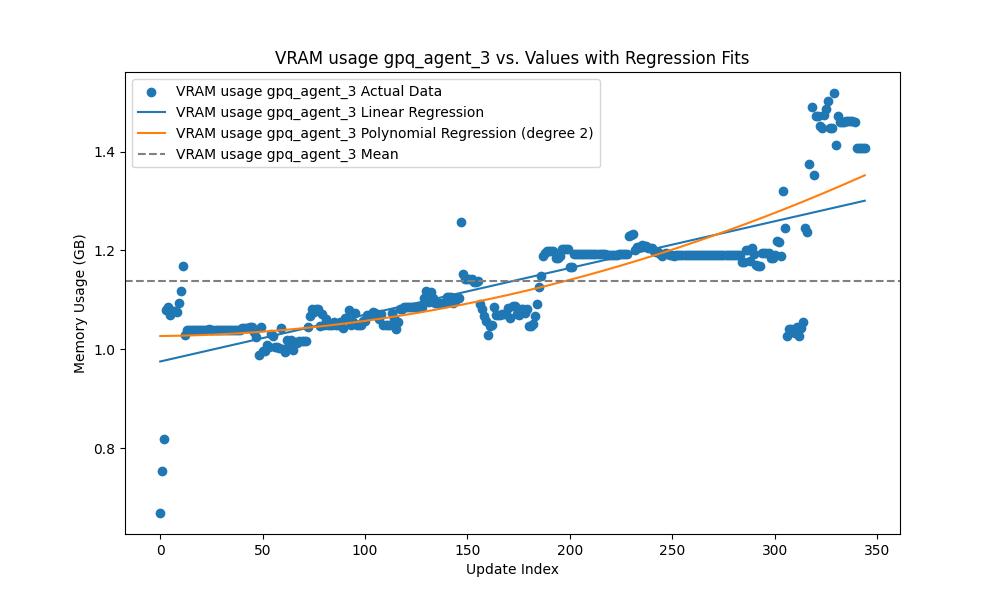 VRAM usage gpq_agent_3 vs. Values with Regression Fits
VRAM usage gpq_agent_3 Actual Data
VRAM usage gpq_agent_3 Linear Regression
VRAM usage gpq_agent_3 Polynomial Regression (degree 2)
VRAM usage gpq_agent_3 Mean
Memory Usage (GB)
1.4
1.2
1.0
0.8
0 50 100 150 200 250 300 350
Update Index